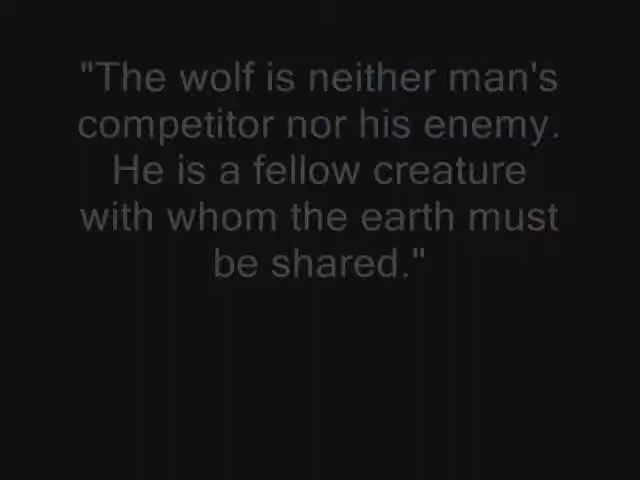 "The wolf is neither man's
competitor nor his enemy.
He is a fellow creature
with whom the earth must
be shared."